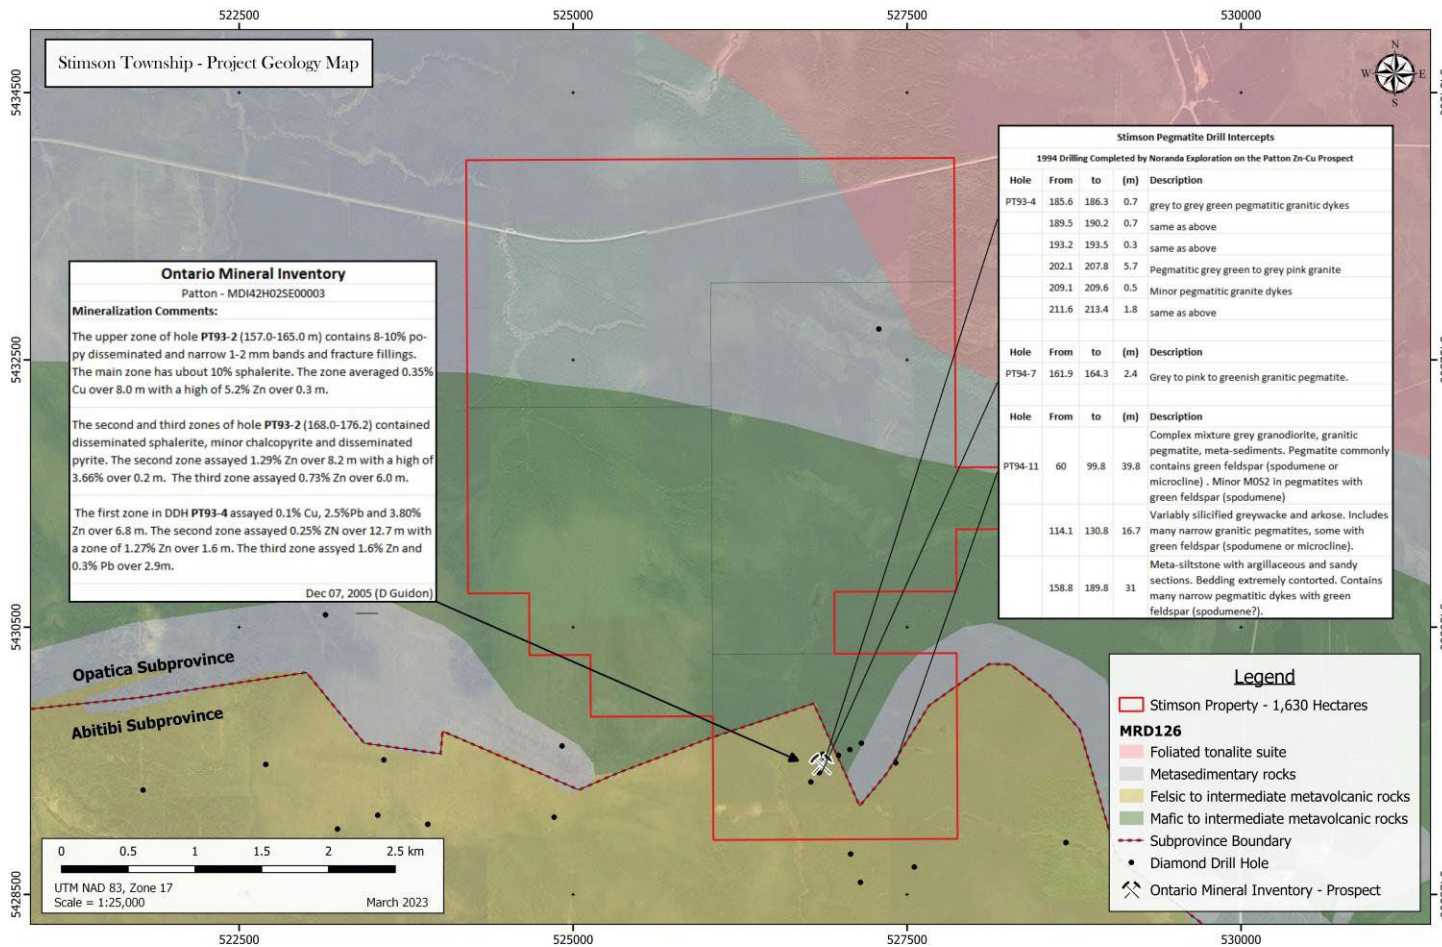 522500
525000
527500
530000
Stimson Township - Project Geology Map
N
W
E
S
5434500
5432500
5430500
5428500
Ontario Mineral Inventory
Patton - MDI42H02SE00003
Mineralization Comments:
The upper zone of hole PT93-2 (157.0-165.0 m) contains 8-10% po-
py disseminated and narrow 1-2 mm bands and fracture fillings.
The main zone has ubout 10% sphalerite. The zone averaged 0.35%
Cu over 8.0 m with a high of 5.2% Zn over 0.3 m.
The second and third zones of hole PT93-2 (168.0-176.2) contained
disseminated sphalerite, minor chalcopyrite and disseminated
pyrite. The second zone assayed 1.29% Zn over 8.2 m with a high of
3.66% over 0.2 m. The third zone assayed 0.73% Zn over 6.0 m.
The first zone in DDH PT93-4 assayed 0.1% Cu, 2.5%Pb and 3.80%
Zn over 6.8 m. The second zone assayed 0.25% ZN over 12.7 m with
a zone of 1.27% Zn over 1.6 m. The third zone assyed 1.6% Zn and
0.3% Pb over 2.9m.
Dec 07, 2005 (D Guidon)
Stimson Pegmatite Drill Intercepts
1994 Drilling Completed by Noranda Exploration on the Patton Zn-Cu Prospect
Hole From to (m) Description
PT93-4 185.6 186.3 0.7 grey to grey green pegmatitic granitic dykes
189.5 190.2 0.7 same as above
193.2 193.5 0.3 same as above
202.1 207.8 5.7 Pegmatitic grey green to grey pink granite
209.1 209.6 0.5 Minor pegmatitic granite dykes
211.6 213.4 1.8 same as above
Hole From to (m) Description
PT94-7 161.9 164.3 2.4 Grey to pink to greenish granitic pegmatite.
Hole From to (m) Description
Complex mixture grey granodiorite, granitic
pegmatite, meta-sediments. Pegmatite commonly
PT94-11 60 99.8 39.8 contains green feldspar (spodumene or
microcline) . Minor M0S2 in pegmatites with
green feldspar (spodumene)
Variably silicified greywacke and arkose. Includes
114.1 130.8 16.7 many narrow granitic pegmatites, some with
green feldspar (spodumene or microcline).
Meta-siltstone with argillaceous and sandy
sections. Bedding extremely contorted. Contains
158.8 189.8 31 many narrow pegmatitic dykes with green
feldspar (spodumene?).
Opatica Subprovince
Abitibi Subprovince
Legend
Stimson Property - 1,630 Hectares
MRD126
Foliated tonalite suite
Metasedimentary rocks
Felsic to intermediate metavolcanic rocks
Mafic to intermediate metavolcanic rocks
Subprovince Boundary
Diamond Drill Hole
Ontario Mineral Inventory - Prospect
0 0.5 1 1.5 2 2.5 km
UTM NAD 83, Zone 17
Scale = 1:25,000
March 2023
522500
525000
527500
530000